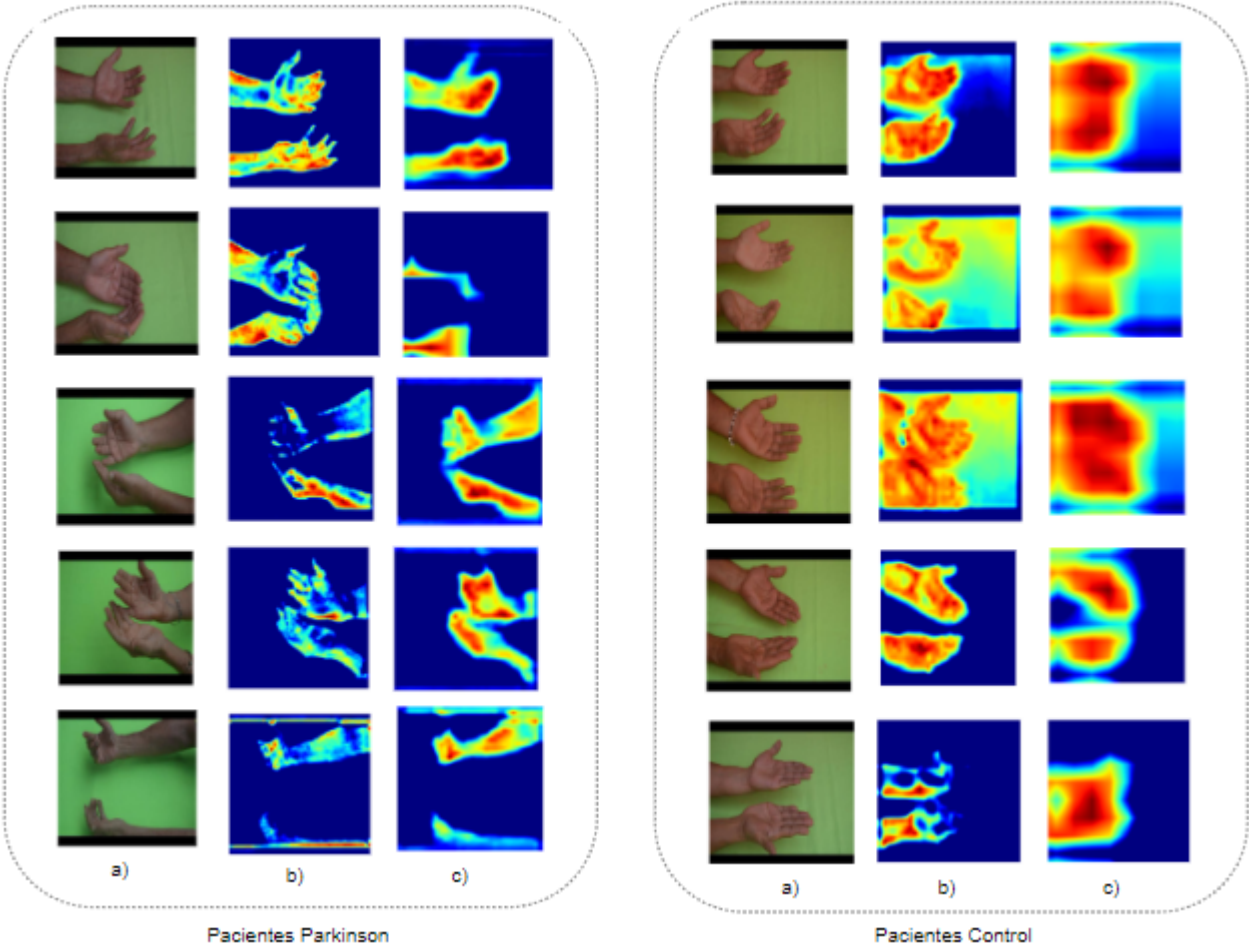 a) b) c)
Pacientes Parkinson
a) b) c)
Pacientes Control